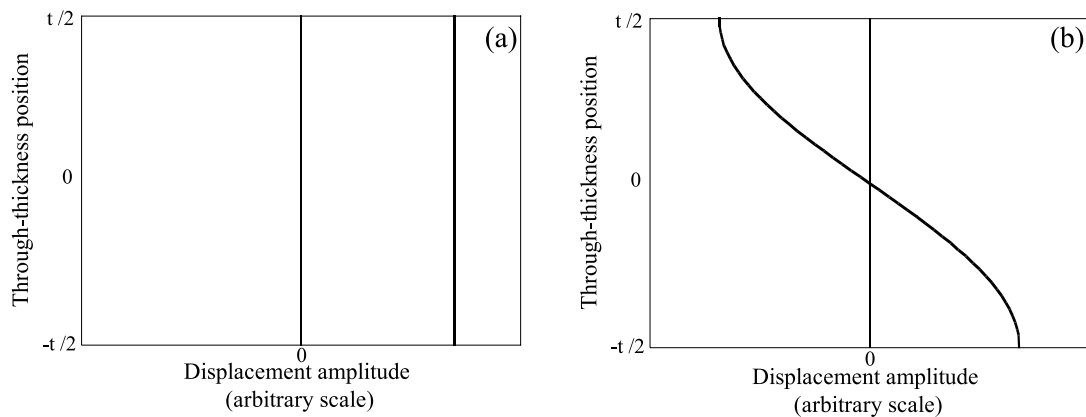 t /2
(a)
Through-thickness position
0
-t /2
0
Displacement amplitude
(arbitrary scale)
t /2
(b)
Through-thickness position
0
-t /2
0
Displacement amplitude
(arbitrary scale)